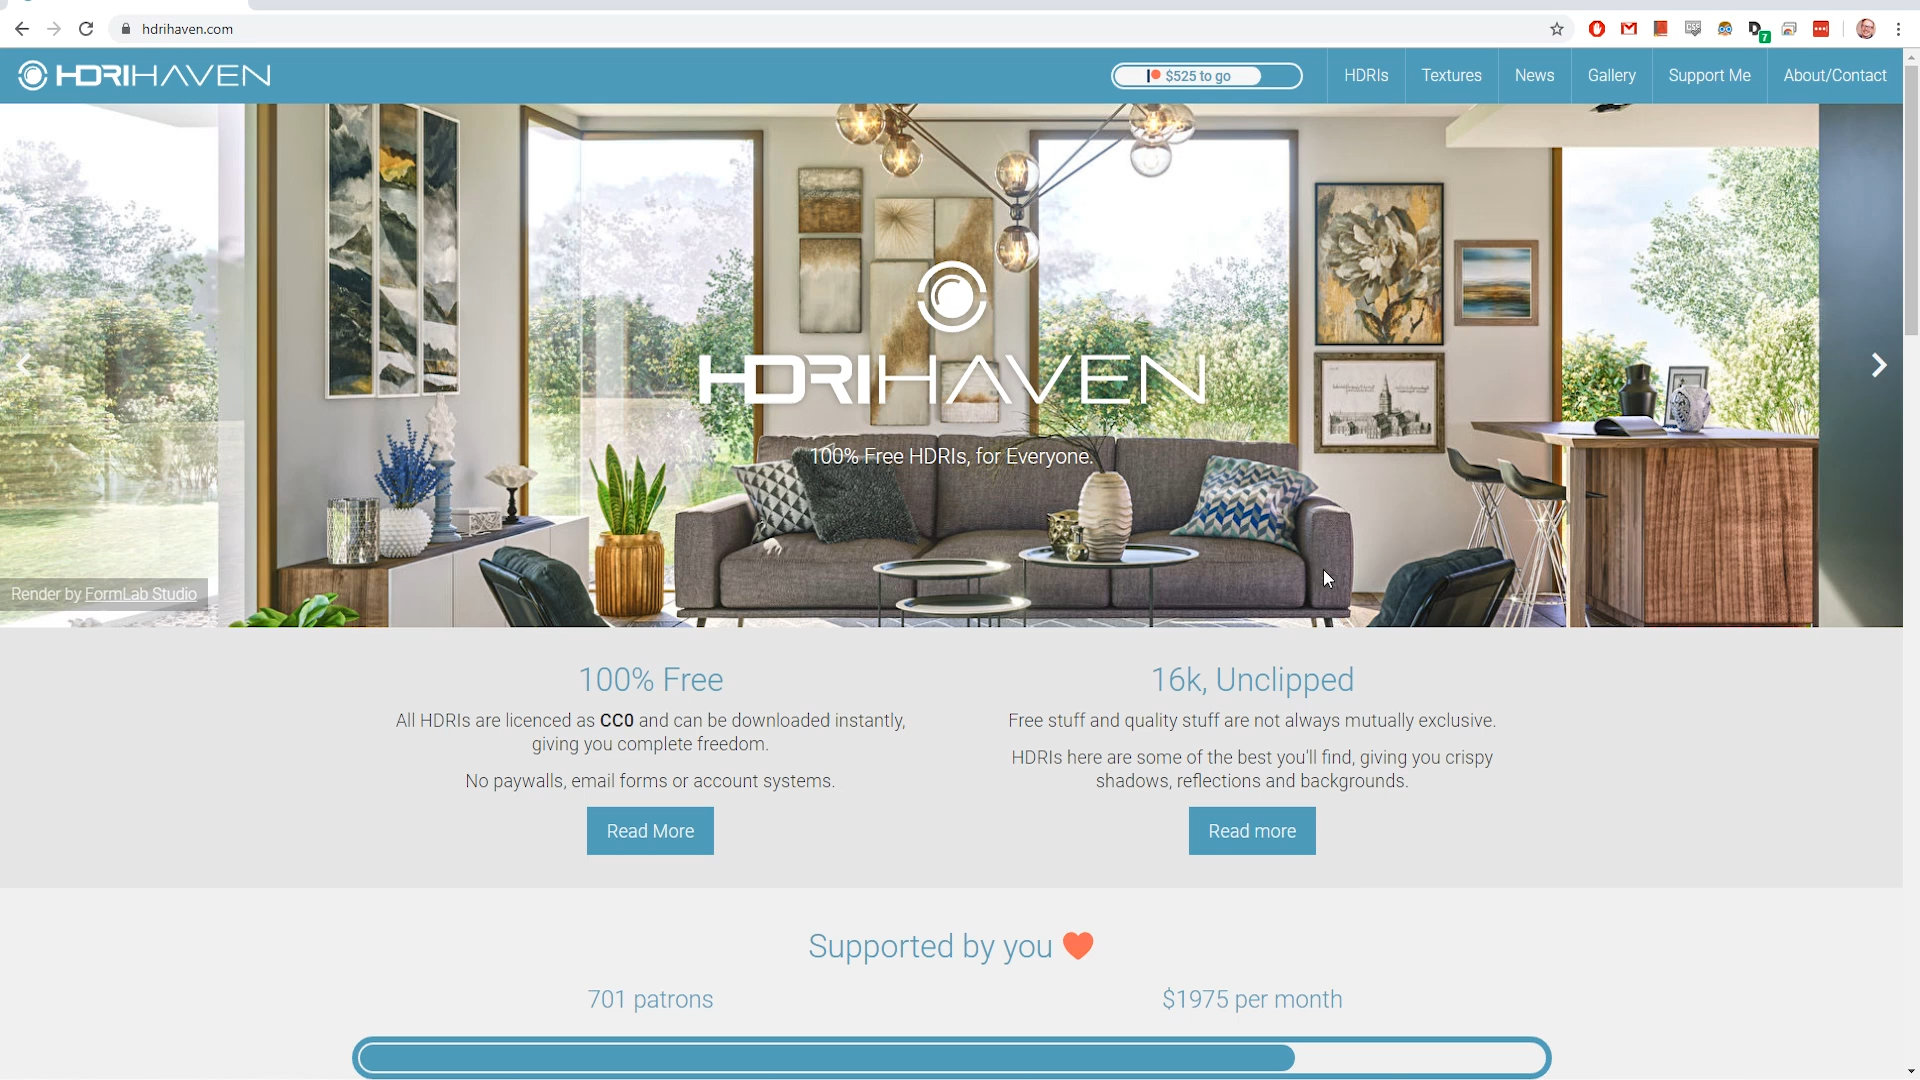 hdrihaven.com
7
HDRIHAVEN
$525 to go
HDRIs
Textures
News
Gallery
Support Me
About/Contact
HDRIHAVEN
100% Free HDRIs, for Everyone.
Render by FormLab Studio
100% Free
All HDRIs are licenced as CC0 and can be downloaded instantly,
giving you complete freedom.
No paywalls, email forms or account systems.
Read More
16k, Unclipped
Free stuff and quality stuff are not always mutually exclusive.
HDRIs here are some of the best you'll find, giving you crispy
shadows, reflections and backgrounds.
Read more
Supported by you
701 patrons
$1975 per month